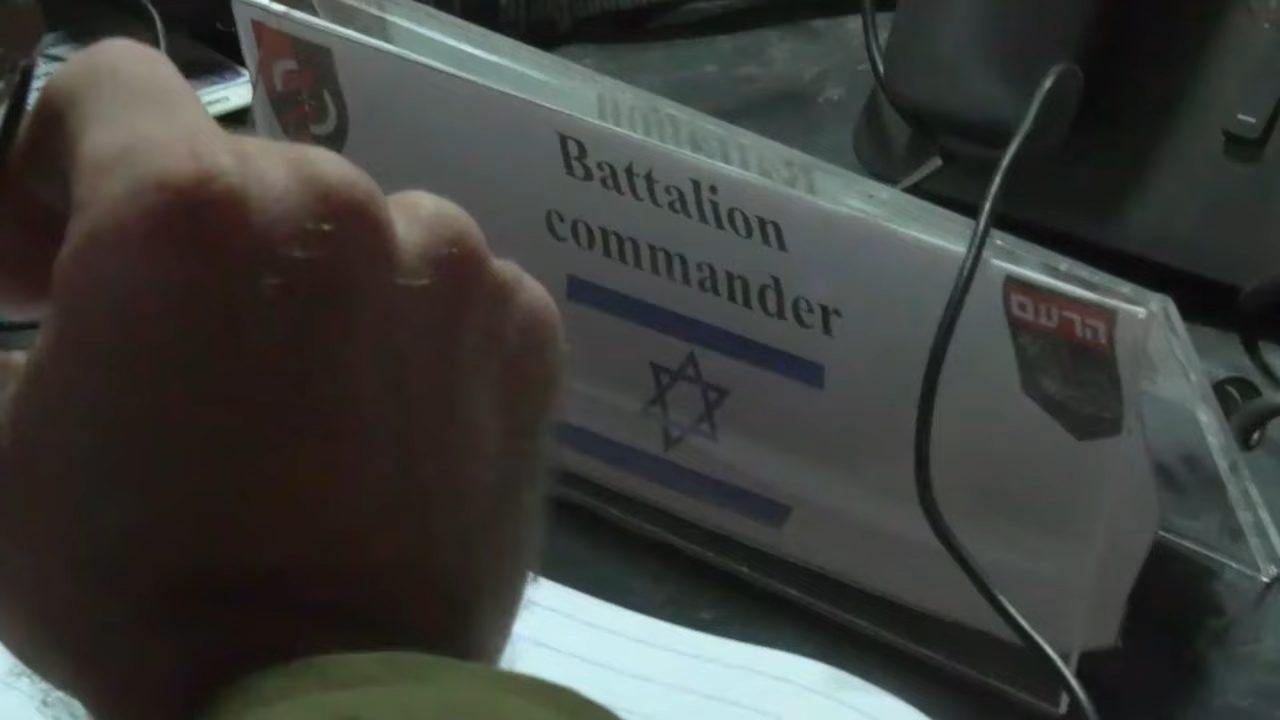 Battalion
commander
הרעם